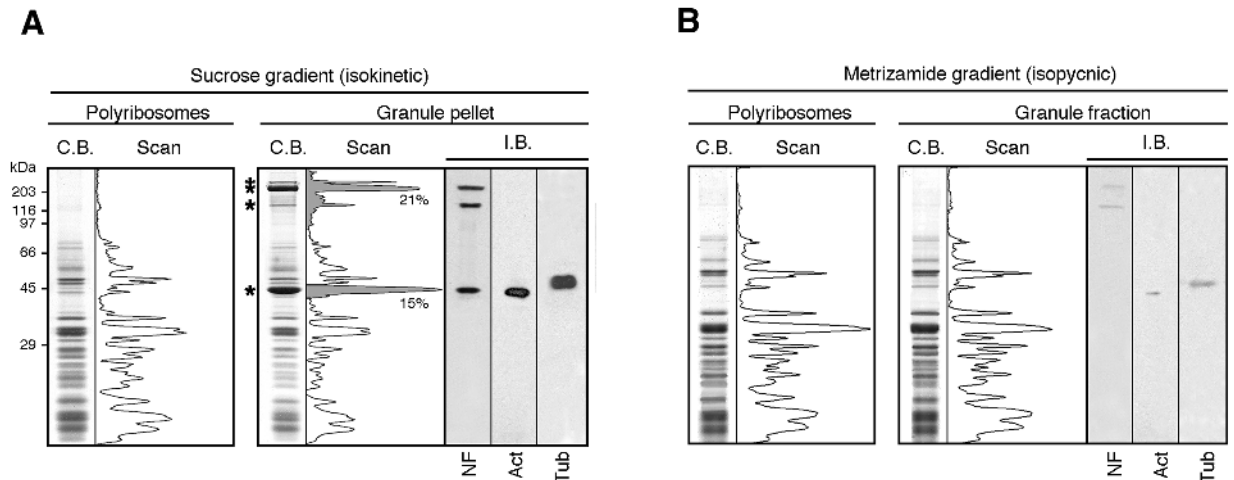 A
Sucrose gradient (isokinetic)
Polyribosomes
Granule pellet
C.B.
Scan
C.B.
Scan
I.B.
kDa
203
116
97
66
45
29
*
*
*
*
21%
15%
NF
Act
Tub
B
Metrizamide gradient (isopycnic)
Polyribosomes
Granule fraction
C.B.
Scan
C.B.
Scan
I.B.
NF
Act
Tub